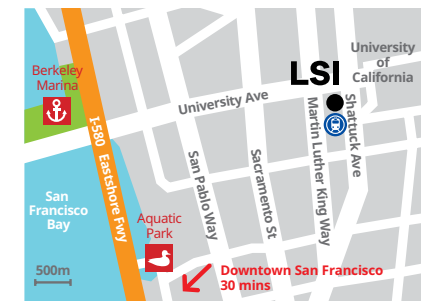 University
of
California
LSI
Berkeley
Marina
University Ave
I-580 Eastshore Fwy
San Pablo Way
Sacramento St
Martin Luther King Way
Shattuck Ave
San
Francisco
Bay
Aquatic
Park
500m
Downtown San Francisco
30 mins